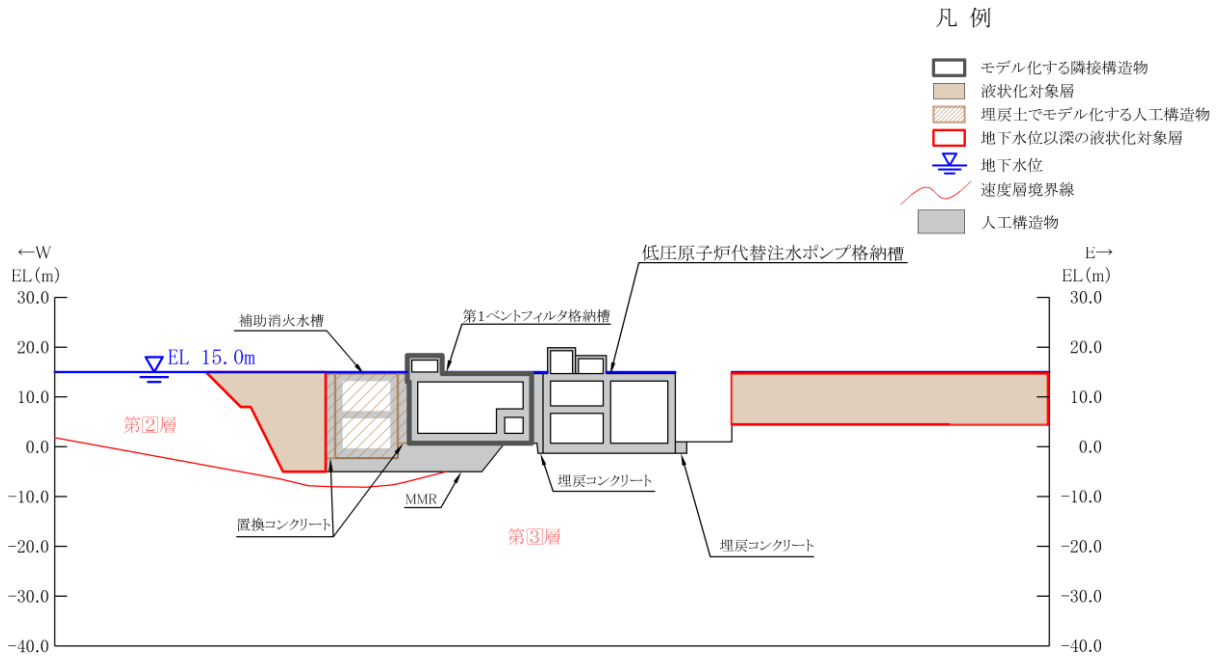 凡 例
モデル化する隣接構造物
液状化対象層
埋戻土でモデル化する人工構造物
地下水位以深の液状化対象層
地下水位
速度層境界線
人工構造物
←W
EL(m)
E→
EL(m)
低圧原子炉代替注水ポンプ格納槽
第1ベントフィルタ格納槽
補助消火水槽
EL 15.0m
30.0
20.0
10.0
0.0
-10.0
-20.0
-30.0
-40.0
30.0
20.0
10.0
0.0
-10.0
-20.0
-30.0
-40.0
第②層
埋戻コンクリート
MMR
置換コンクリート
第③層
埋戻コンクリート